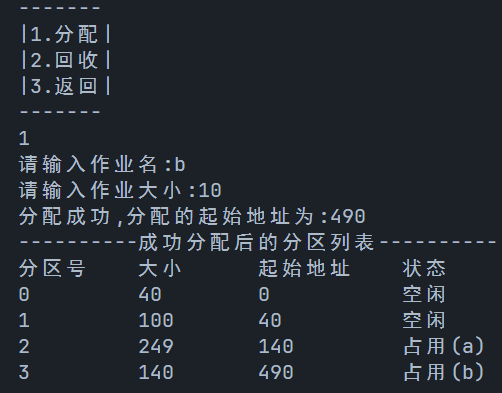 -------
|1.分配|
|2.回收|
|3.返回|
-------
1
请输入作业名:b
请输入作业大小:10
分配成功,分配的起始地址为:490
----------成功分配后的分区列表----------
分区号 大小 起始地址 状态
0 40 0 空闲
1 100 40 空闲
2 249 140 占用(a)
3 140 490 占用(b)